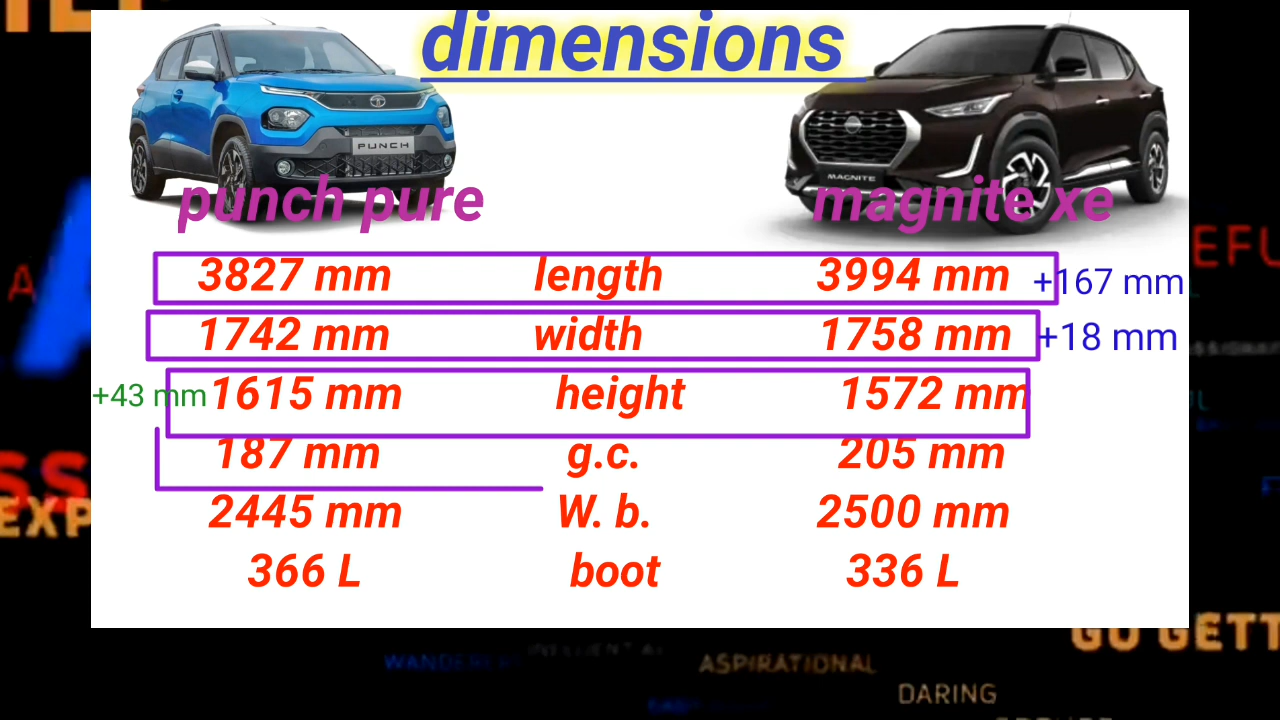 dimensions
PUNCH
MAGNITE
punch pure magnite xe
3827 mm length 3994 mm +167 mm
1742 mm width 1758 mm +18 mm
+43 mm 1615 mm height 1572 mm
187 mm g.c. 205 mm
2445 mm W. b. 2500 mm
366 L boot 336 L
EXP
GO GETT
ASPIRATIONAL
DARING